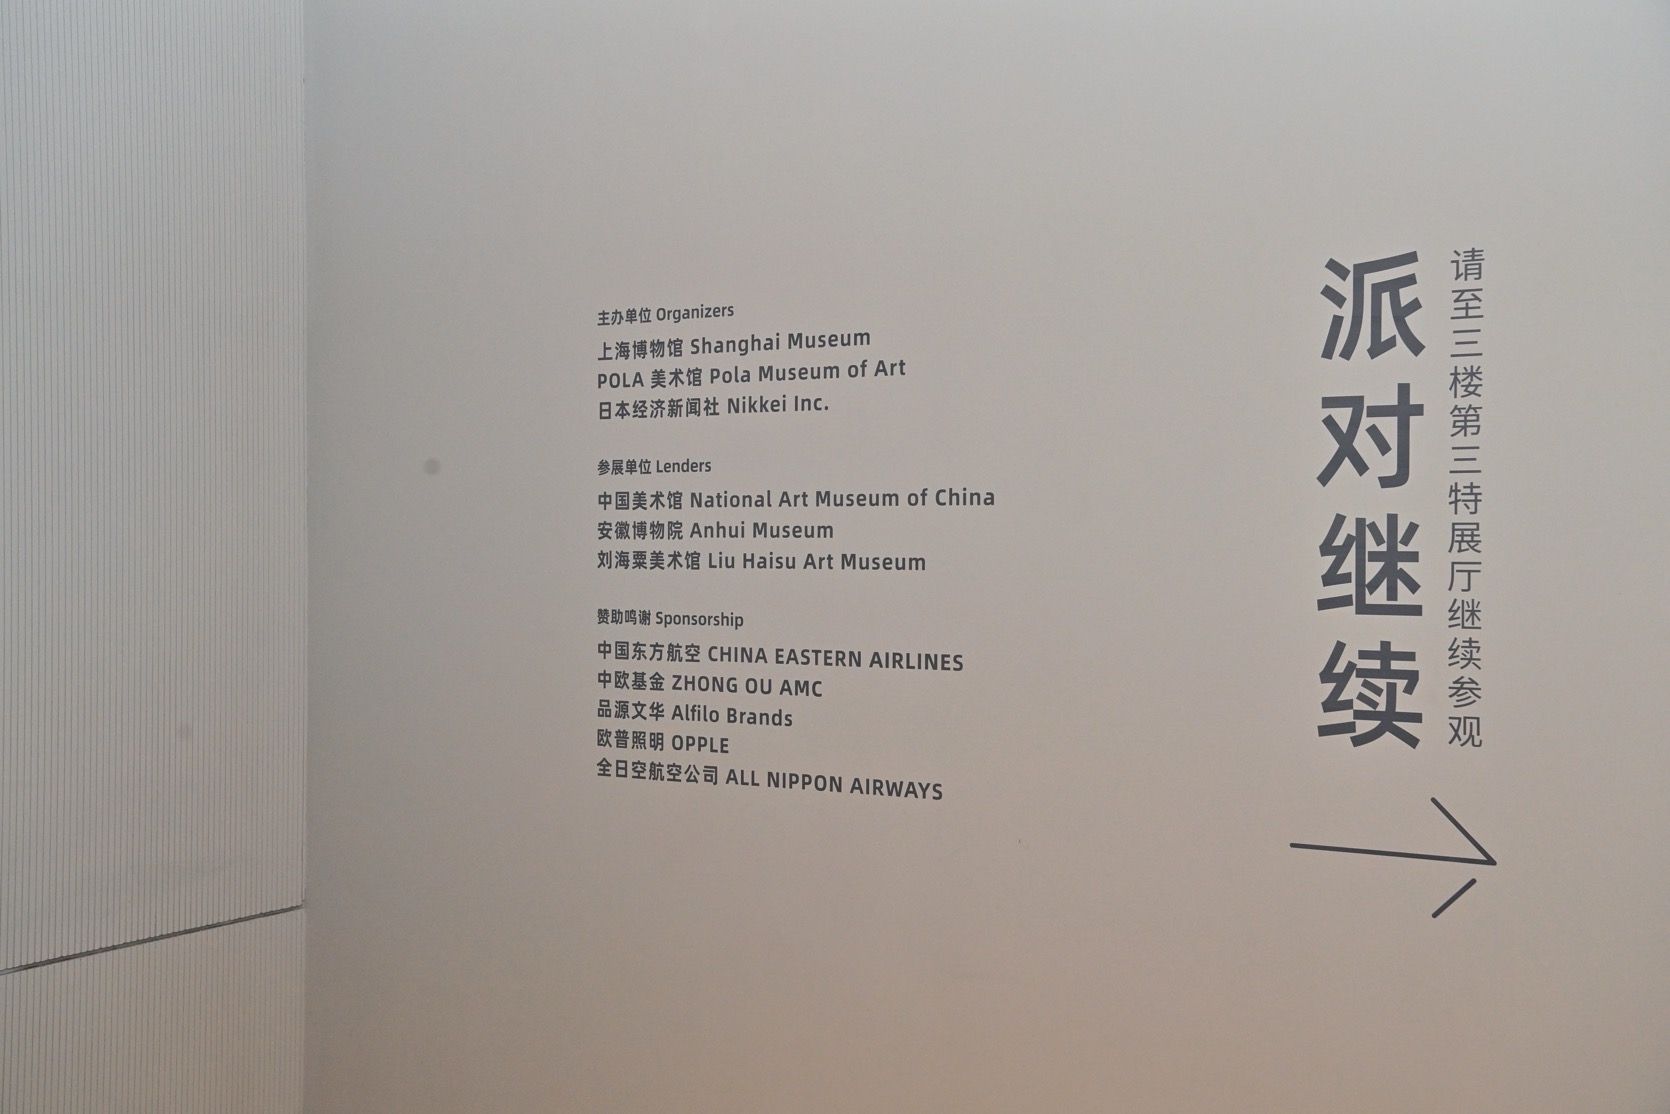 主办单位 Organizers
上海博物馆 Shanghai Museum
POLA 美术馆 Pola Museum of Art
日本经济新闻社 Nikkei Inc.
参展单位 Lenders
中国美术馆 National Art Museum of China
安徽博物院 Anhui Museum
刘海粟美术馆 Liu Haisu Art Museum
赞助鸣谢 Sponsorship
中国东方航空 CHINA EASTERN AIRLINES
中欧基金 ZHONG OU AMC
品源文华 Alfilo Brands
欧普照明 OPPLE
全日空航空公司 ALL NIPPON AIRWAYS
请至三楼第三特展厅继续参观
派对继续